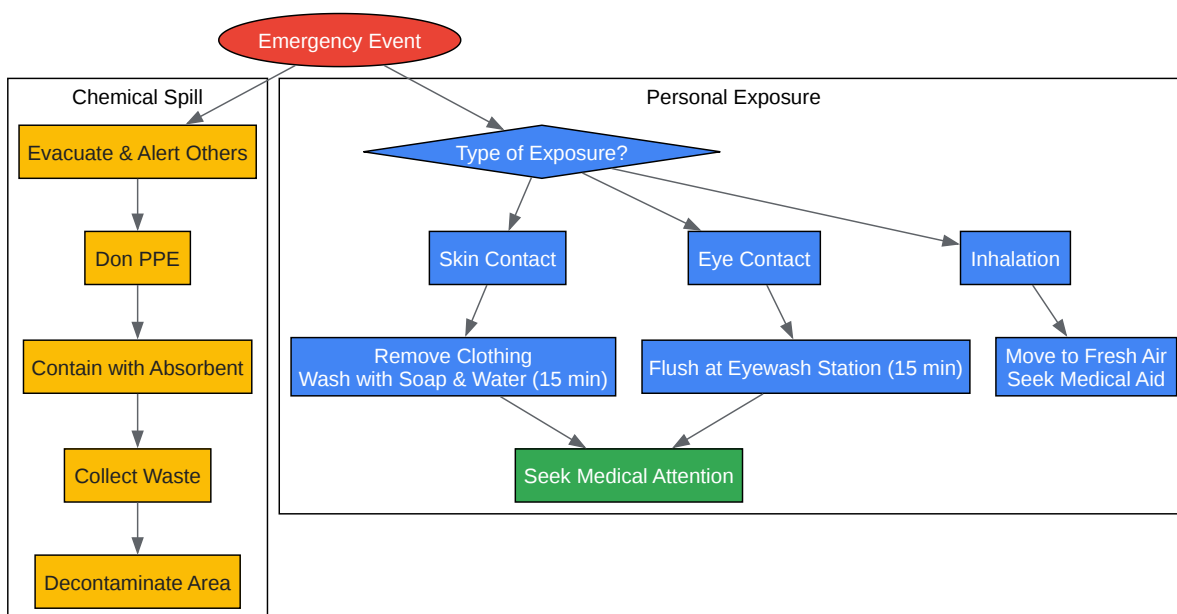 Emergency Event
Chemical Spill
Evacuate & Alert Others
Don PPE
Contain with Absorbent
Collect Waste
Decontaminate Area
Personal Exposure
Type of Exposure?
Skin Contact
Eye Contact
Inhalation
Remove Clothing
Wash with Soap & Water (15 min)
Flush at Eyewash Station (15 min)
Move to Fresh Air
Seek Medical Aid
Seek Medical Attention